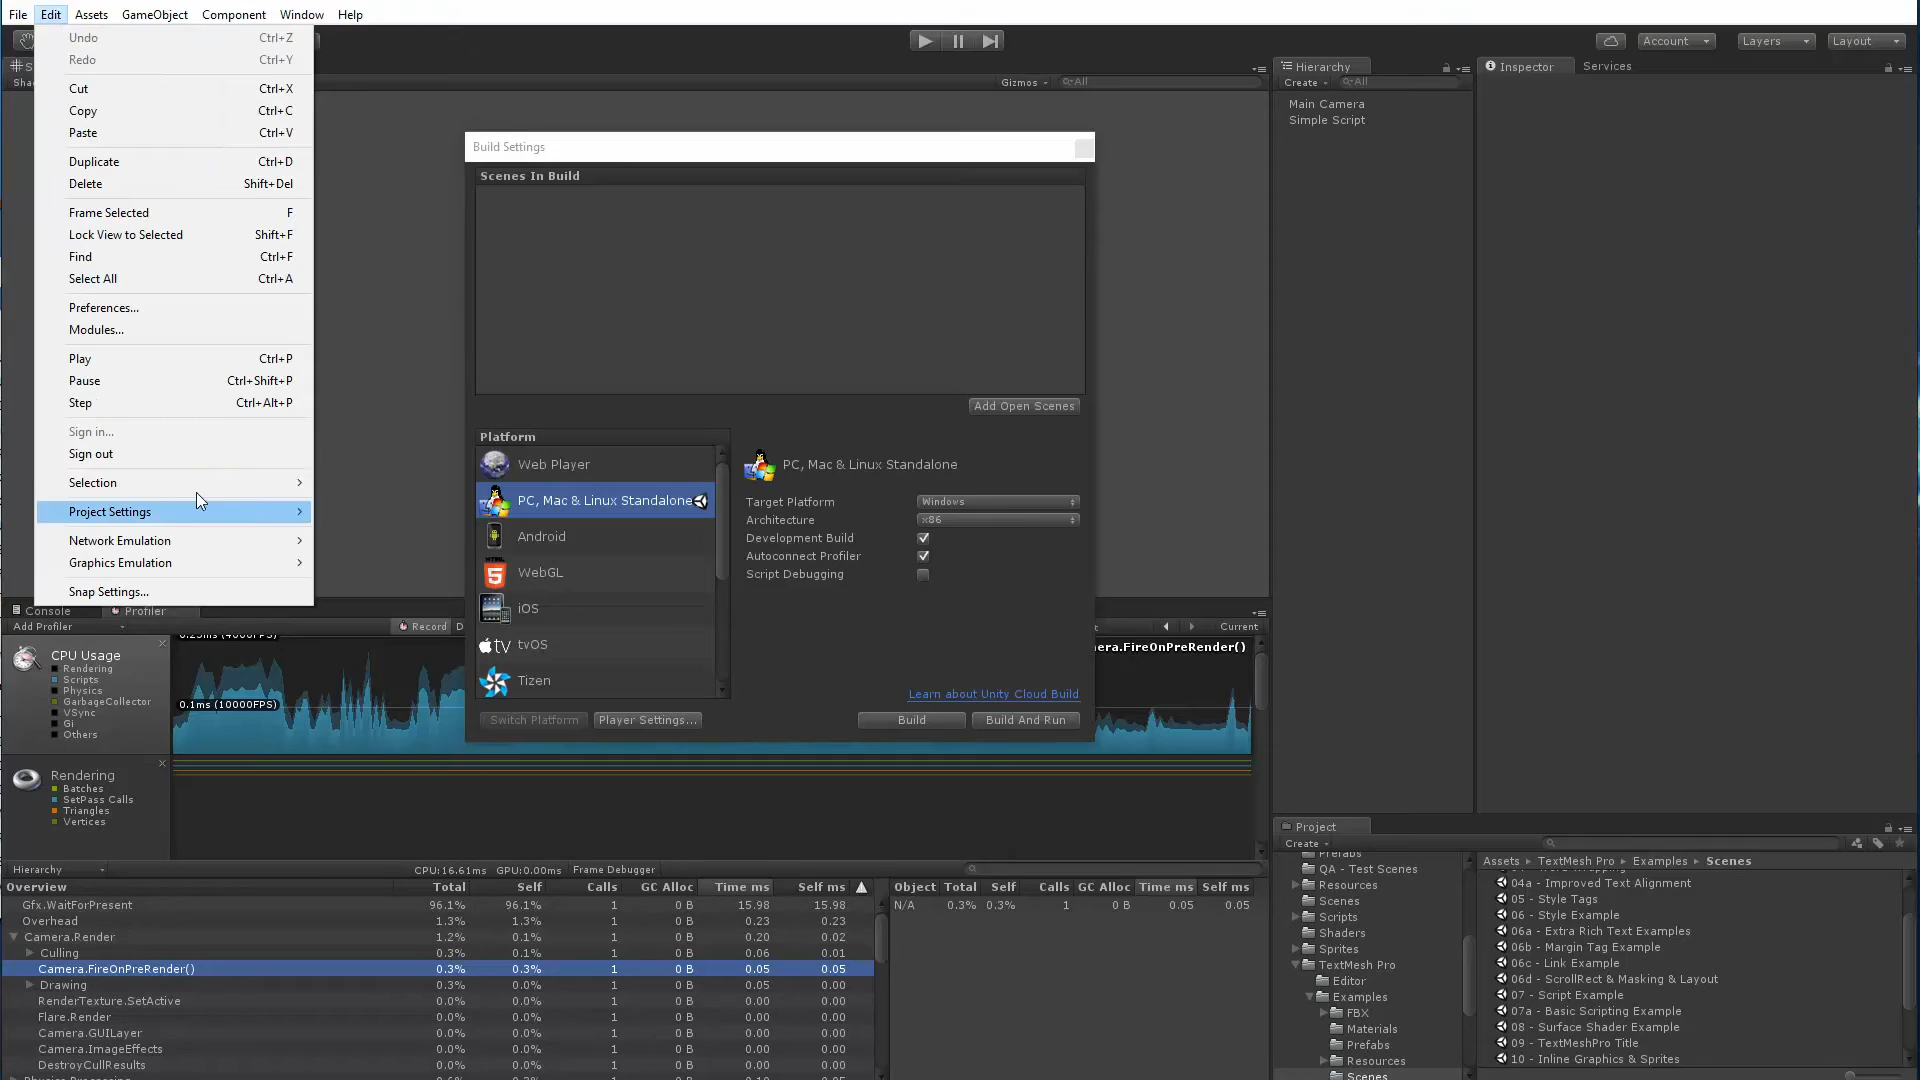 File Edit Assets GameObject Component Window Help
Undo Ctrl+Z
Redo Ctrl+Y
Cut Ctrl+X
Copy Ctrl+C
Paste Ctrl+V
Duplicate Ctrl+D
Delete Shift+Del
Frame Selected F
Lock View to Selected Shift+F
Find Ctrl+F
Select All Ctrl+A
Preferences...
Modules...
Play Ctrl+P
Pause Ctrl+Shift+P
Step Ctrl+Alt+P
Sign in...
Sign out
Selection
Project Settings
Network Emulation
Graphics Emulation
Snap Settings...
Account Layers Layout
Gizmos All
Hierarchy
Create All
Main Camera
Simple Script
Inspector Services
Build Settings
Scenes In Build
Add Open Scenes
Platform
Web Player
PC, Mac & Linux Standalone
Android
WebGL
iOS
tvOS
Tizen
PC, Mac & Linux Standalone
Target Platform Windows
Architecture x86
Development Build
Autoconnect Profiler
Script Debugging
Learn about Unity Cloud Build
Switch Platform Player Settings... Build Build And Run
Console Profiler
Add Profiler Record D Current
CPU Usage
Rendering
Scripts
Physics
GarbageCollector
VSync
Gi
Others
0.25ms (4000FPS)
0.1ms (10000FPS)
era.FireOnPreRender()
Rendering
Batches
SetPass Calls
Triangles
Vertices
Hierarchy CPU:16.61ms GPU:0.00ms Frame Debugger
Overview Total Self Calls GC Alloc Time ms Self ms
Gfx.WaitForPresent 96.1% 96.1% 1 0 B 15.98 15.98
Overhead 1.3% 1.3% 1 0 B 0.23 0.23
Camera.Render 1.2% 0.1% 1 0 B 0.20 0.02
Culling 0.3% 0.1% 1 0 B 0.06 0.01
Camera.FireOnPreRender() 0.3% 0.3% 1 0 B 0.05 0.05
Drawing 0.3% 0.0% 1 0 B 0.05 0.00
RenderTexture.SetActive 0.0% 0.0% 1 0 B 0.00 0.00
Flare.Render 0.0% 0.0% 1 0 B 0.00 0.00
Camera.GUILayer 0.0% 0.0% 1 0 B 0.00 0.00
Camera.ImageEffects 0.0% 0.0% 1 0 B 0.00 0.00
DestroyCullResults 0.0% 0.0% 1 0 B 0.00 0.00
Object Total Self Calls GC Alloc Time ms Self ms
N/A 0.3% 0.3% 1 0 B 0.05 0.05
Project
Create
Prefabs
QA - Test Scenes
Resources
Scenes
Scripts
Shaders
Sprites
TextMesh Pro
Editor
Examples
FBX
Materials
Prefabs
Resources
Scenes
Assets TextMesh Pro Examples Scenes
04a - Improved Text Alignment
05 - Style Tags
06 - Style Example
06a - Extra Rich Text Examples
06b - Margin Tag Example
06c - Link Example
06d - ScrollRect & Masking & Layout
07 - Script Example
07a - Basic Scripting Example
08 - Surface Shader Example
09 - TextMeshPro Title
10 - Inline Graphics & Sprites